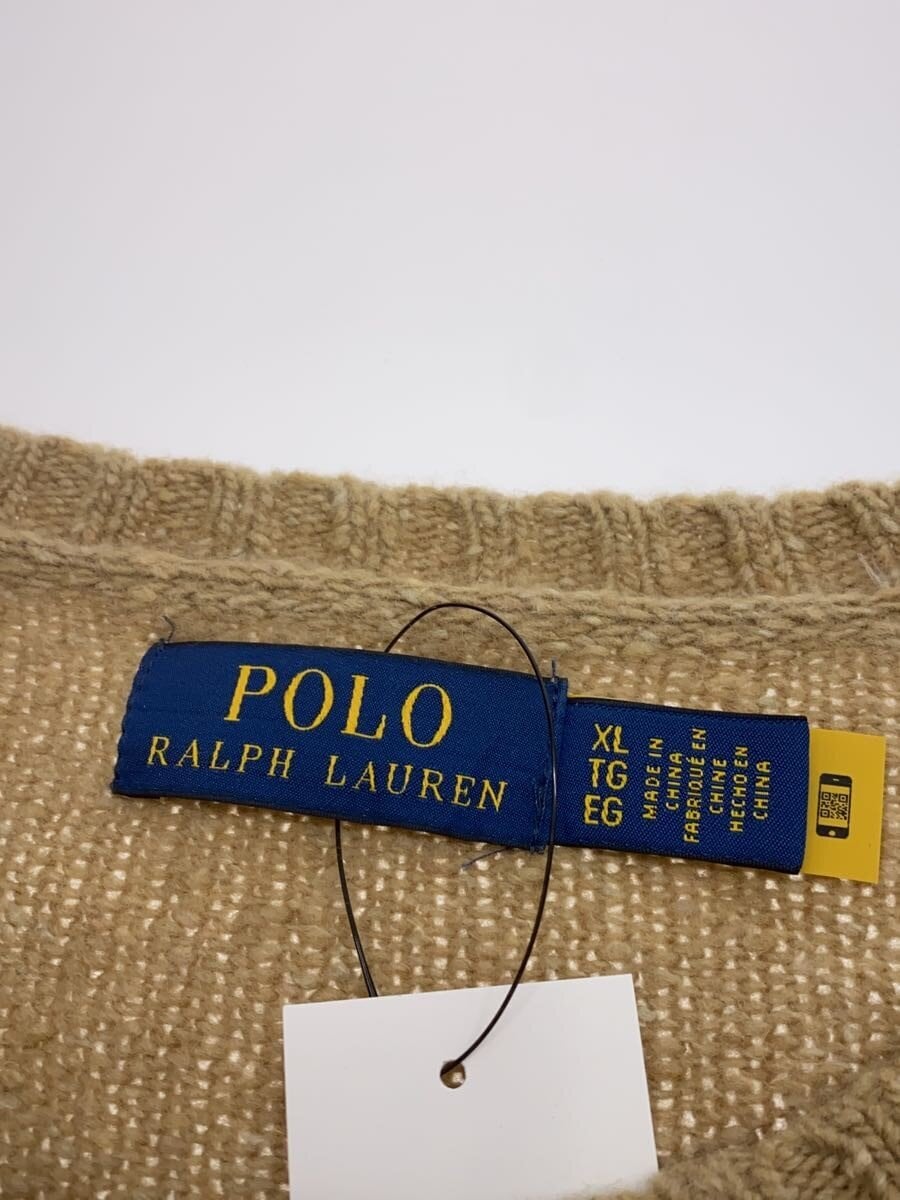 POLO
RALPH LAUREN
XL
TG
EG
MADE IN
CHINA
FABRIQUÉ EN
CHINE
HECHO EN
CHINA